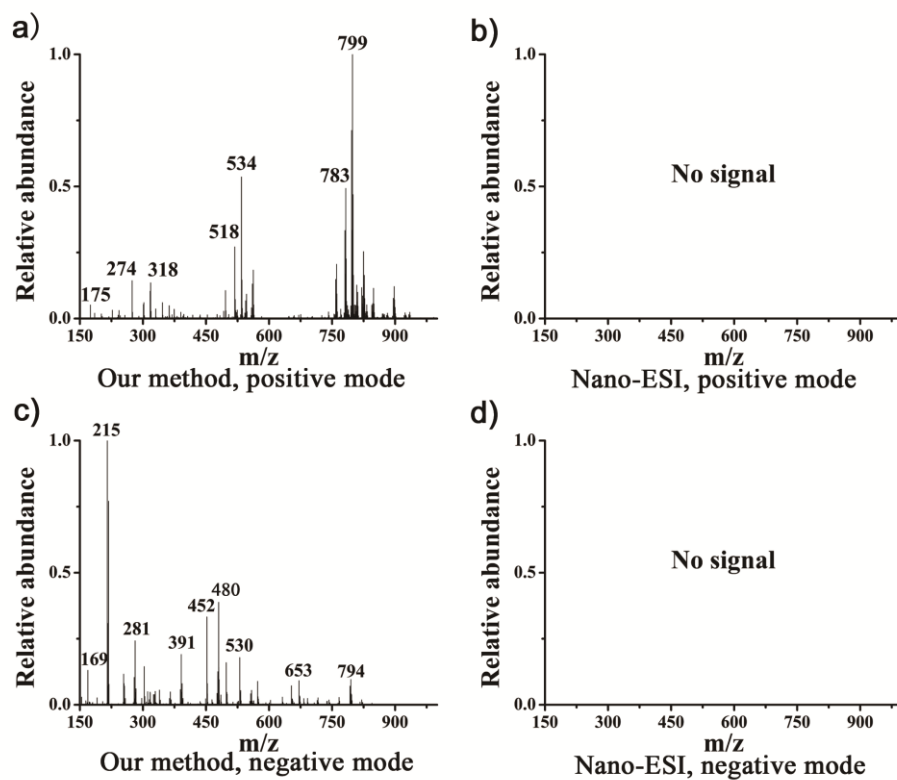 a)
Relative abundance
1.0
0.5
0.0
799
534
783
518
274
318
175
150 300 450 600 750 900
m/z
Our method, positive mode
b)
Relative abundance
1.0
0.5
0.0
No signal
150 300 450 600 750 900
m/z
Nano-ESI, positive mode
c)
Relative abundance
1.0
0.5
0.0
215
480
452
281
391
530
169
653
794
150 300 450 600 750 900
m/z
Our method, negative mode
d)
Relative abundance
1.0
0.5
0.0
No signal
150 300 450 600 750 900
m/z
Nano-ESI, negative mode